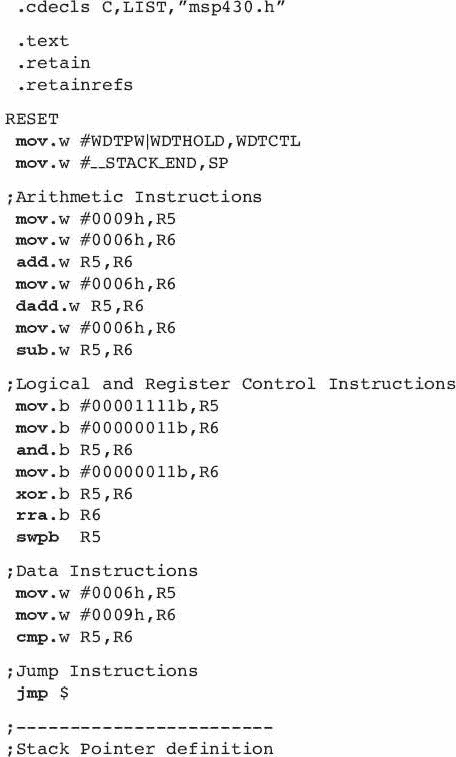 .cdecls C,LIST,”msp430.h”
.text
.retain
.retainrefs
RESET
mov.w #WDTPW|WDTHOLD,WDTCTL
mov.w #__STACK_END,SP
;Arithmetic Instructions
mov.w #0009h,R5
mov.w #0006h,R6
add.w R5,R6
mov.w #0006h,R6
dadd.w R5,R6
mov.w #0006h,R6
sub.w R5,R6
;Logical and Register Control Instructions
mov.b #00001111b,R5
mov.b #00000011b,R6
and.b R5,R6
mov.b #00000011b,R6
xor.b R5,R6
rra.b R6
swpb  R5
;Data Instructions
mov.w #0006h,R5
mov.w #0009h,R6
cmp.w R5,R6
;Jump Instructions
jmp $
;------------------------
;Stack Pointer definition